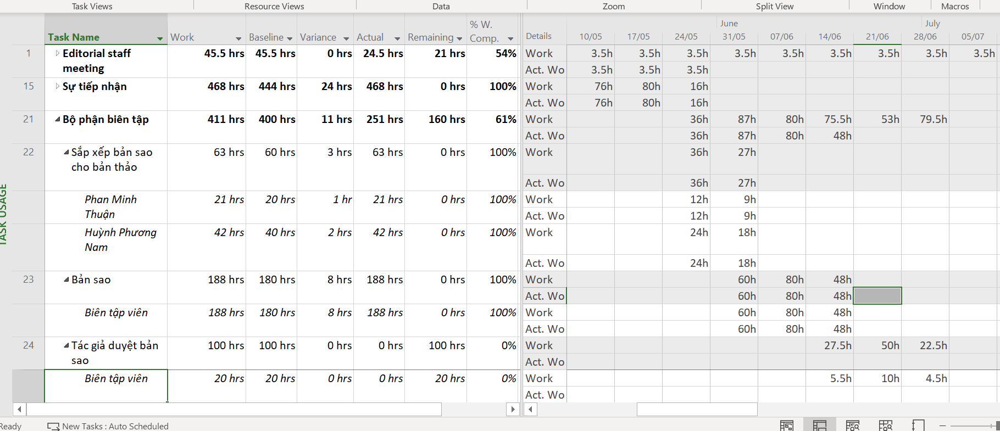 Task Views Resource Views Data Zoom Split View Window Macros
June July
Task Name Work Baseline Variance Actual Remaining % W. Comp. Details 10/05 17/05 24/05 31/05 07/06 14/06 21/06 28/06 05/07
1 Editorial staff meeting 45.5 hrs 45.5 hrs 0 hrs 24.5 hrs 21 hrs 54% Work 3.5h 3.5h 3.5h 3.5h 3.5h 3.5h 3.5h 3.5h 3.5h
Act. Wo 3.5h 3.5h 3.5h
15 Sự tiếp nhận 468 hrs 444 hrs 24 hrs 468 hrs 0 hrs 100% Work 76h 80h 16h
Act. Wo 76h 80h 16h
21 Bộ phận biên tập 411 hrs 400 hrs 11 hrs 251 hrs 160 hrs 61% Work 36h 87h 80h 75.5h 53h 79.5h
Act. Wo 36h 87h 80h 48h
22 Sắp xếp bản sao cho bản thảo 63 hrs 60 hrs 3 hrs 63 hrs 0 hrs 100% Work 36h 27h
Act. Wo 36h 27h
Phan Minh Thuận 21 hrs 20 hrs 1 hr 21 hrs 0 hrs 100% Work 12h 9h
Act. Wo 12h 9h
Huỳnh Phương Nam 42 hrs 40 hrs 2 hrs 42 hrs 0 hrs 100% Work 24h 18h
Act. Wo 24h 18h
23 Bản sao 188 hrs 180 hrs 8 hrs 188 hrs 0 hrs 100% Work 60h 80h 48h
Act. Wo 60h 80h 48h
Biên tập viên 188 hrs 180 hrs 8 hrs 188 hrs 0 hrs 100% Work 60h 80h 48h
Act. Wo 60h 80h 48h
24 Tác giả duyệt bản sao 100 hrs 100 hrs 0 hrs 0 hrs 100 hrs 0% Work 27.5h 50h 22.5h
Act. Wo
Biên tập viên 20 hrs 20 hrs 0 hrs 0 hrs 20 hrs 0% Work 5.5h 10h 4.5h
Act. Wo
TASK USAGE
Ready New Tasks : Auto Scheduled